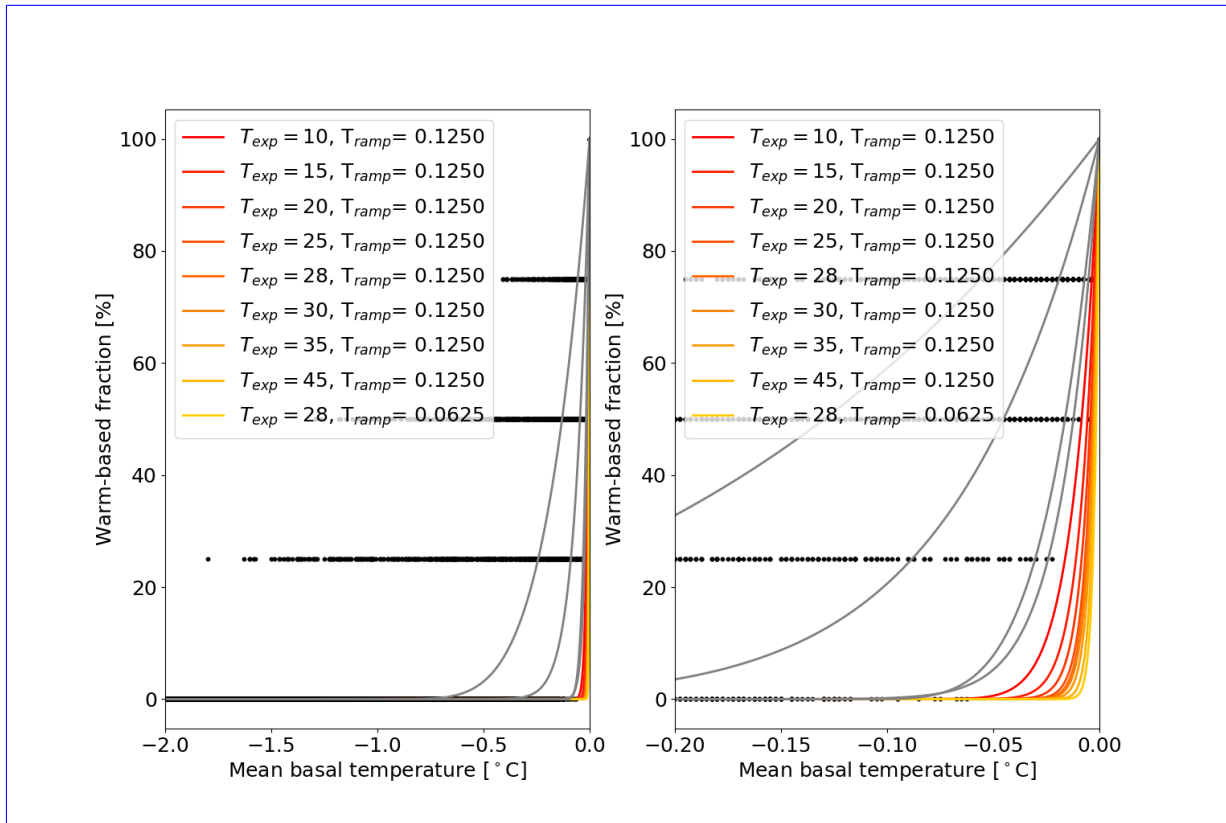 100
80
60
40
20
0
Warm-based fraction [%]
T_exp = 10, T_ramp= 0.1250
T_exp = 15, T_ramp= 0.1250
T_exp = 20, T_ramp= 0.1250
T_exp = 25, T_ramp= 0.1250
T_exp = 28, T_ramp= 0.1250
T_exp = 30, T_ramp= 0.1250
T_exp = 35, T_ramp= 0.1250
T_exp = 45, T_ramp= 0.1250
T_exp = 28, T_ramp= 0.0625
−2.0 −1.5 −1.0 −0.5 0.0
Mean basal temperature [°C]
100
80
60
40
20
0
Warm-based fraction [%]
T_exp = 10, T_ramp= 0.1250
T_exp = 15, T_ramp= 0.1250
T_exp = 20, T_ramp= 0.1250
T_exp = 25, T_ramp= 0.1250
T_exp = 28, T_ramp= 0.1250
T_exp = 30, T_ramp= 0.1250
T_exp = 35, T_ramp= 0.1250
T_exp = 45, T_ramp= 0.1250
T_exp = 28, T_ramp= 0.0625
−0.20 −0.15 −0.10 −0.05 0.00
Mean basal temperature [°C]